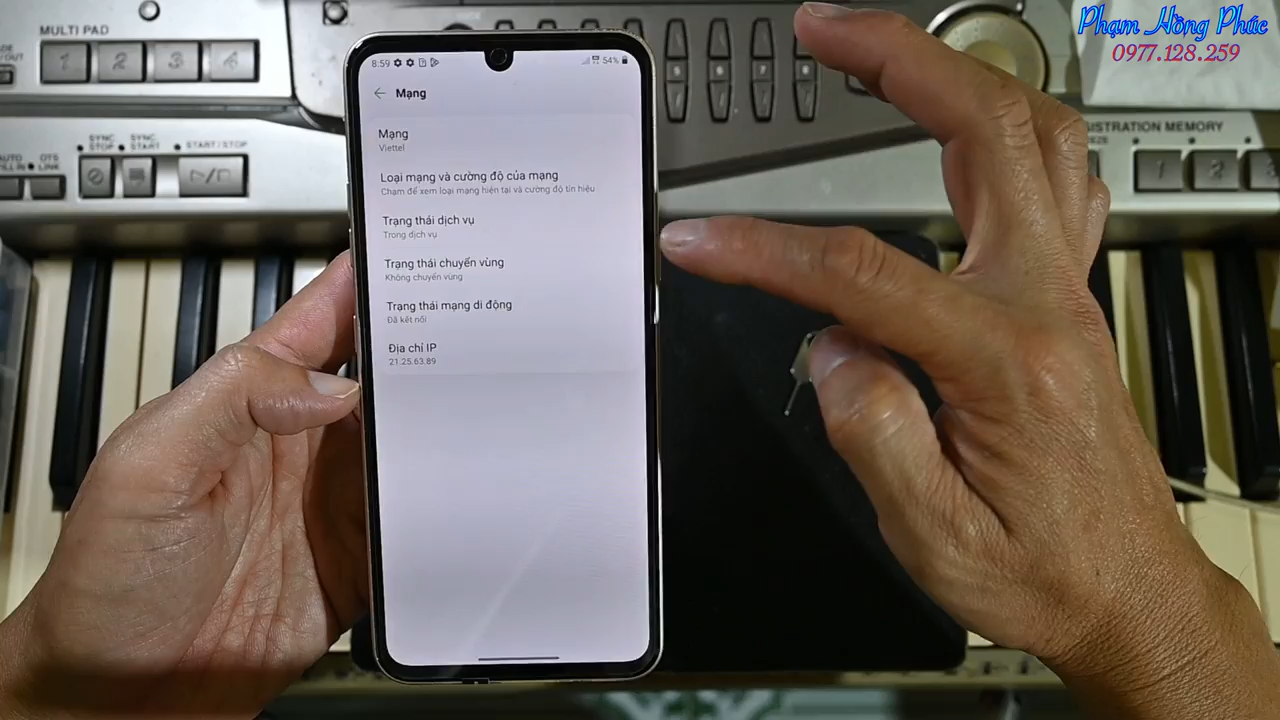 Phạm Hồng Phúc
0977.128.259
MULTI PAD
1 2 3 4
SYNC STOP
SYNC START
START/STOP
OTS LINK
REGISTRATION MEMORY
1 2 3
5 6 7 8
8:59
54%
Mạng
Mạng
Viettel
Loại mạng và cường độ của mạng
Chạm để xem loại mạng hiện tại và cường độ tín hiệu
Trạng thái dịch vụ
Trong dịch vụ
Trạng thái chuyển vùng
Không chuyển vùng
Trạng thái mạng di động
Đã kết nối
Địa chỉ IP
21.25.63.89